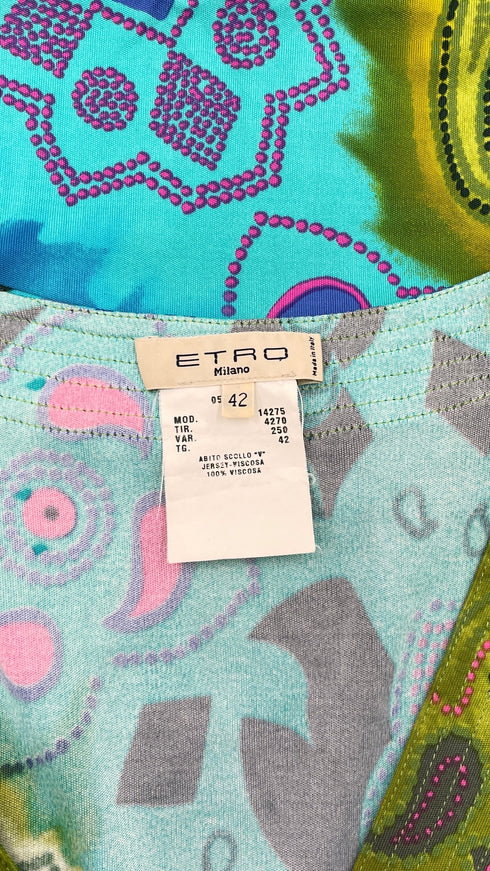 ETRO
Milano
Made in Italy
42
05
14275
MOD. 4270
TIR. 250
VAR. 42
TG.
ABITO SCOLLO "V"
JERSEY-VISCOSA
100% VISCOSA